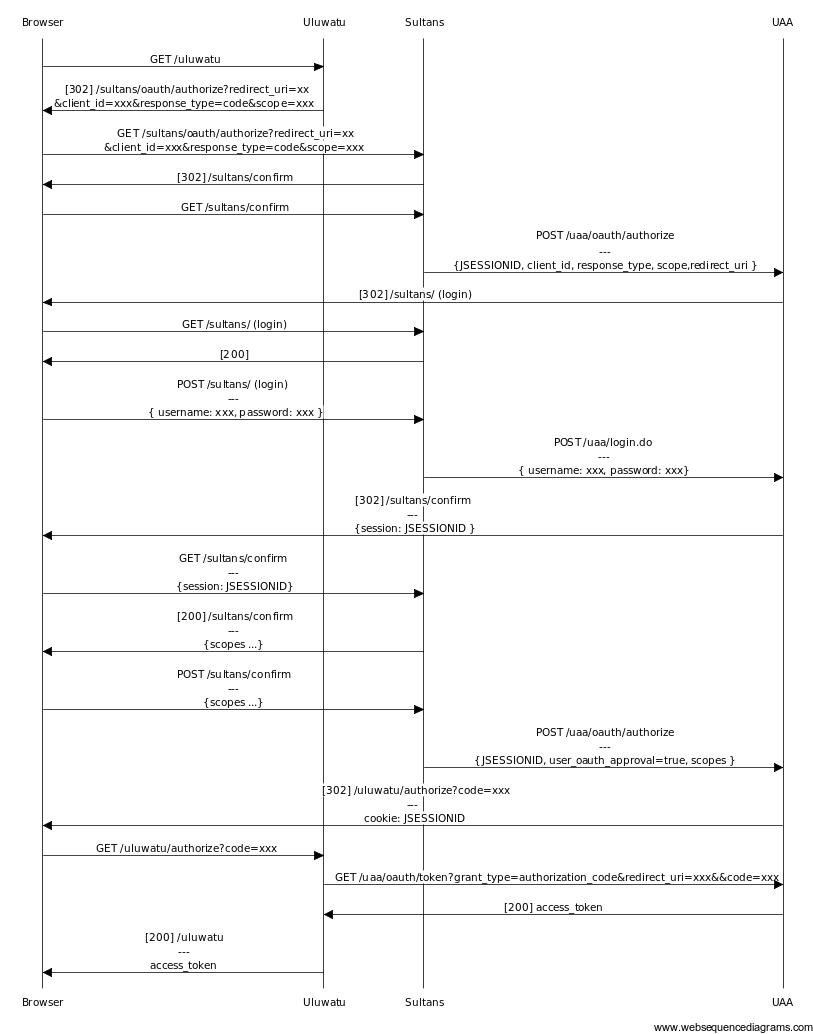 Browser Uluwatu Sultans UAA
GET /uluwatu
[302] /sultans/oauth/authorize?redirect_uri=xx
&client_id=xxx&response_type=code&scope=xxx
GET /sultans/oauth/authorize?redirect_uri=xx
&client_id=xxx&response_type=code&scope=xxx
[302] /sultans/confirm
GET /sultans/confirm
POST /uaa/oauth/authorize
---
{JSESSIONID, client_id, response_type, scope,redirect_uri }
[302] /sultans/ (login)
GET /sultans/ (login)
[200]
POST /sultans/ (login)
---
{ username: xxx, password: xxx }
POST /uaa/login.do
---
{ username: xxx, password: xxx}
[302] /sultans/confirm
---
{session: JSESSIONID }
GET /sultans/confirm
---
{session: JSESSIONID}
[200] /sultans/confirm
---
{scopes ...}
POST /sultans/confirm
---
{scopes ...}
POST /uaa/oauth/authorize
---
{JSESSIONID, user_oauth_approval=true, scopes }
[302] /uluwatu/authorize?code=xxx
---
cookie: JSESSIONID
GET /uluwatu/authorize?code=xxx
GET /uaa/oauth/token?grant_type=authorization_code&redirect_uri=xxx&&code=xxx
[200] access_token
[200] /uluwatu
---
access_token
Browser Uluwatu Sultans UAA
www.websequencediagrams.com